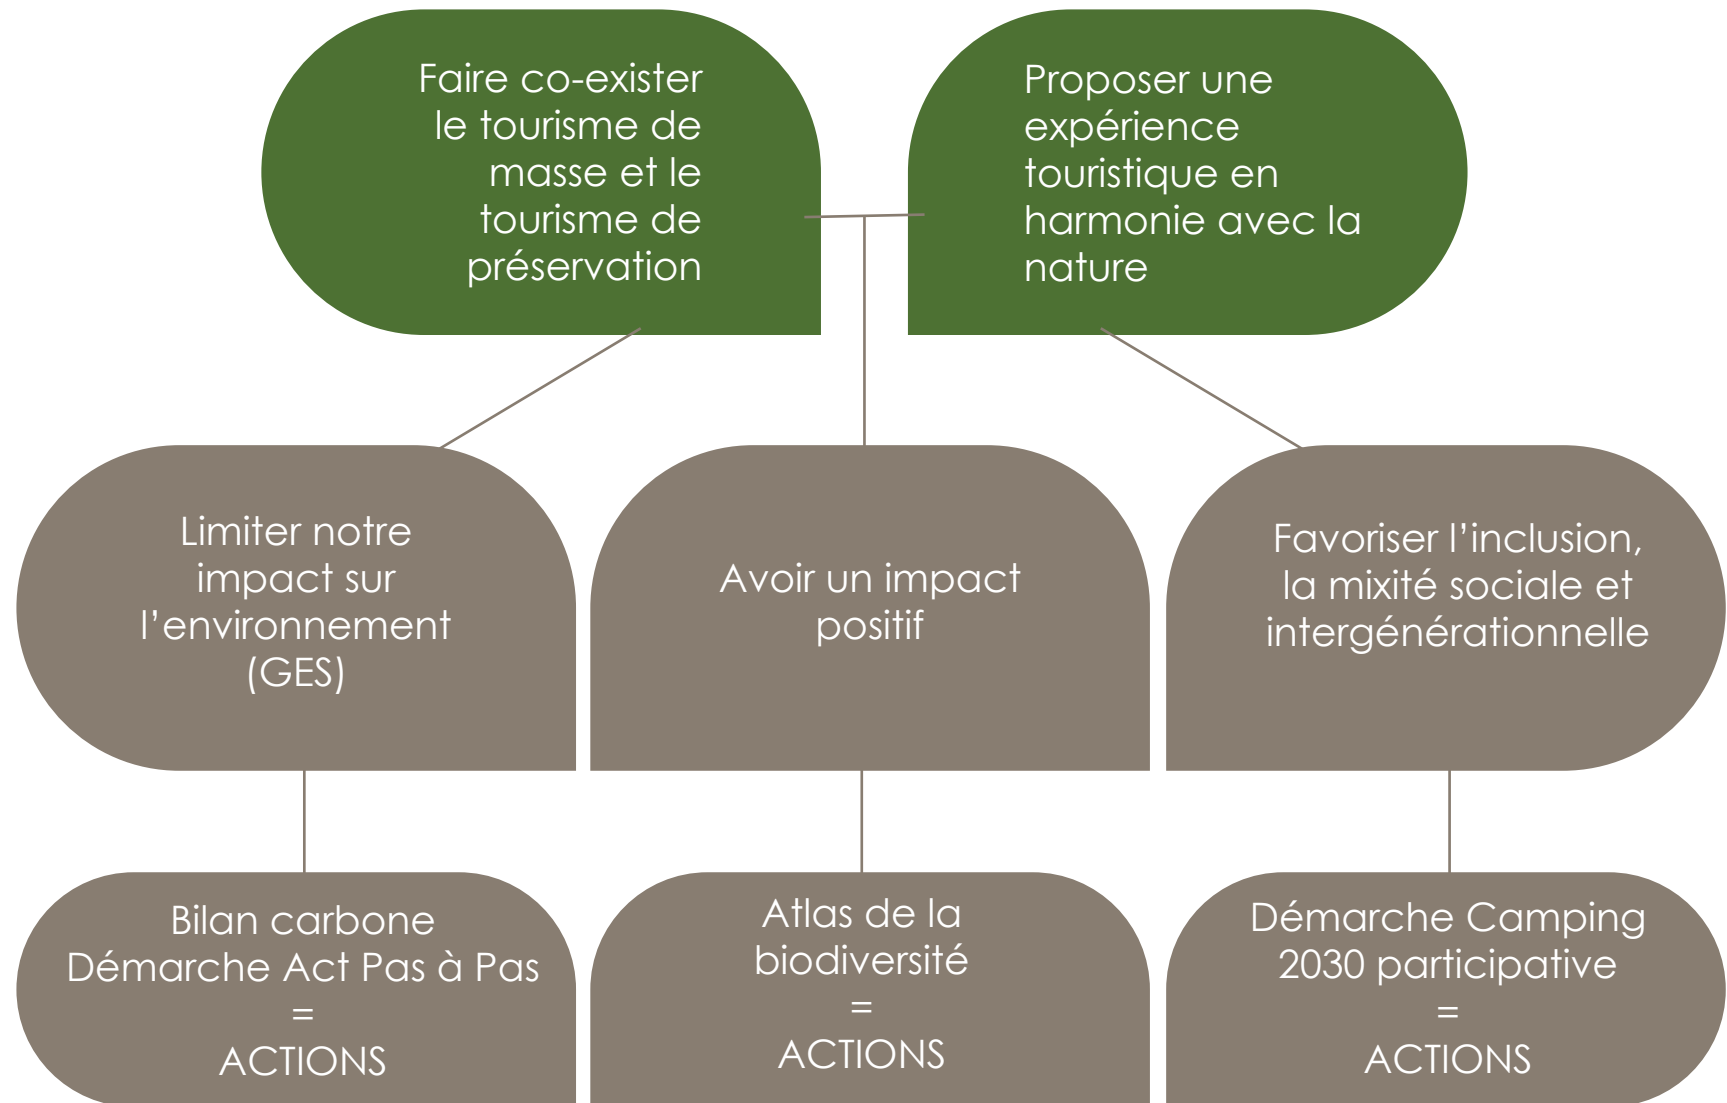 Faire co-exister
le tourisme de
masse et le
tourisme de
préservation
Proposer une
expérience
touristique en
harmonie avec la
nature
Limiter notre
impact sur
l’environnement
(GES)
Avoir un impact
positif
Favoriser l’inclusion,
la mixité sociale et
intergénérationnelle
Bilan carbone
Démarche Act Pas à Pas
=
ACTIONS
Atlas de la
biodiversité
=
ACTIONS
Démarche Camping
2030 participative
=
ACTIONS